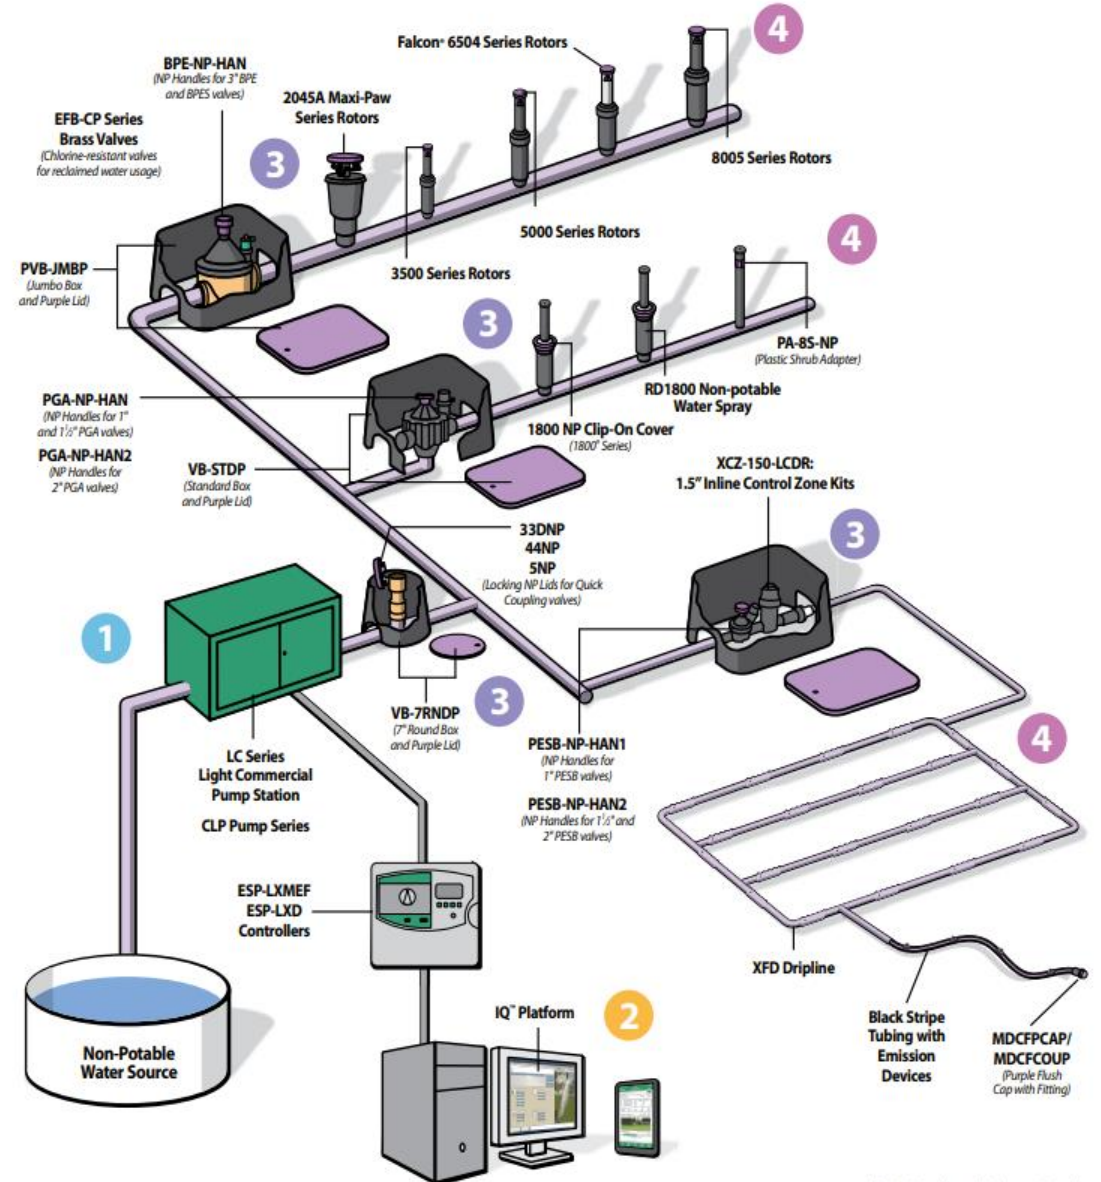 4
Falcon® 6504 Series Rotors
BPE-NP-HAN
(NP Handles for 3" BPE
and BPES valves)
2045A Maxi-Paw
Series Rotors
EFB-CP Series
Brass Valves
(Chlorine-resistant valves
for reclaimed water usage)
3
8005 Series Rotors
5000 Series Rotors
3500 Series Rotors
PVB-JMBP
(Jumbo Box
and Purple Lid)
4
3
PA-8S-NP
(Plastic Shrub Adapter)
RD1800 Non-potable
Water Spray
1800 NP Clip-On Cover
(1800® Series)
PGA-NP-HAN
(NP Handles for 1"
and 1½" PGA valves)
PGA-NP-HAN2
(NP Handles for
2" PGA valves)
VB-STDP
(Standard Box
and Purple Lid)
XCZ-150-LCDR:
1.5" Inline Control Zone Kits
33DNP
44NP
5NP
(Locking NP Lids for Quick
Coupling valves)
3
1
3
VB-7RNDP
(7" Round Box
and Purple Lid)
PESB-NP-HAN1
(NP Handles for
1" PESB valves)
PESB-NP-HAN2
(NP Handles for 1½" and
2" PESB valves)
4
LC Series
Light Commercial
Pump Station
CLP Pump Series
ESP-LXMEF
ESP-LXD
Controllers
XFD Dripline
Black Stripe
Tubing with
Emission
Devices
MDCFPCAP/
MDCFCOUP
(Purple Flush
Cap with Fitting)
IQ™ Platform
2
Non-Potable
Water Source